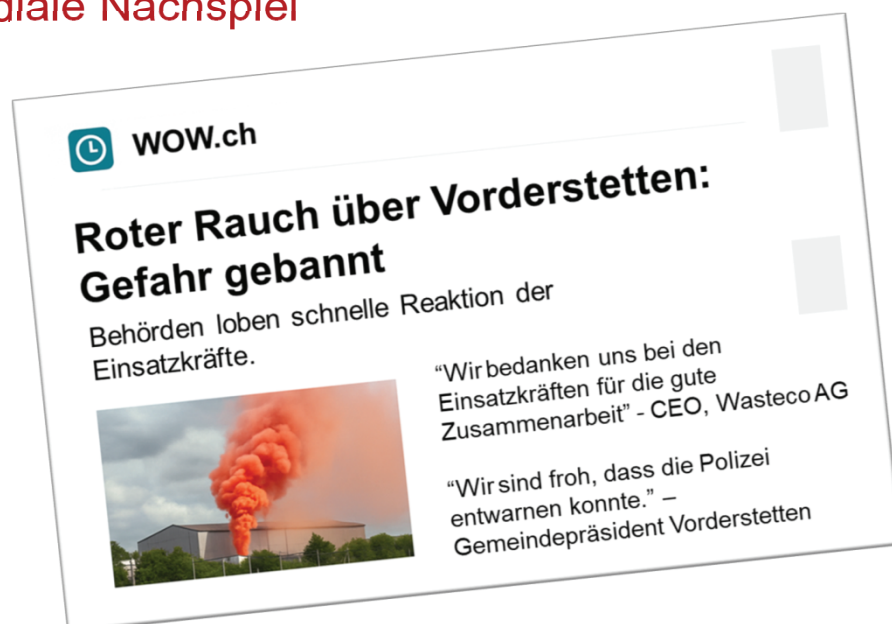 diale Nachspiel
WOW.ch
Roter Rauch über Vorderstetten:
Gefahr gebannt
Behörden loben schnelle Reaktion der
Einsatzkräfte.
“Wir bedanken uns bei den
Einsatzkräften für die gute
Zusammenarbeit” - CEO, Wasteco AG
“Wir sind froh, dass die Polizei
entwarnen konnte.” –
Gemeindepräsident Vorderstetten